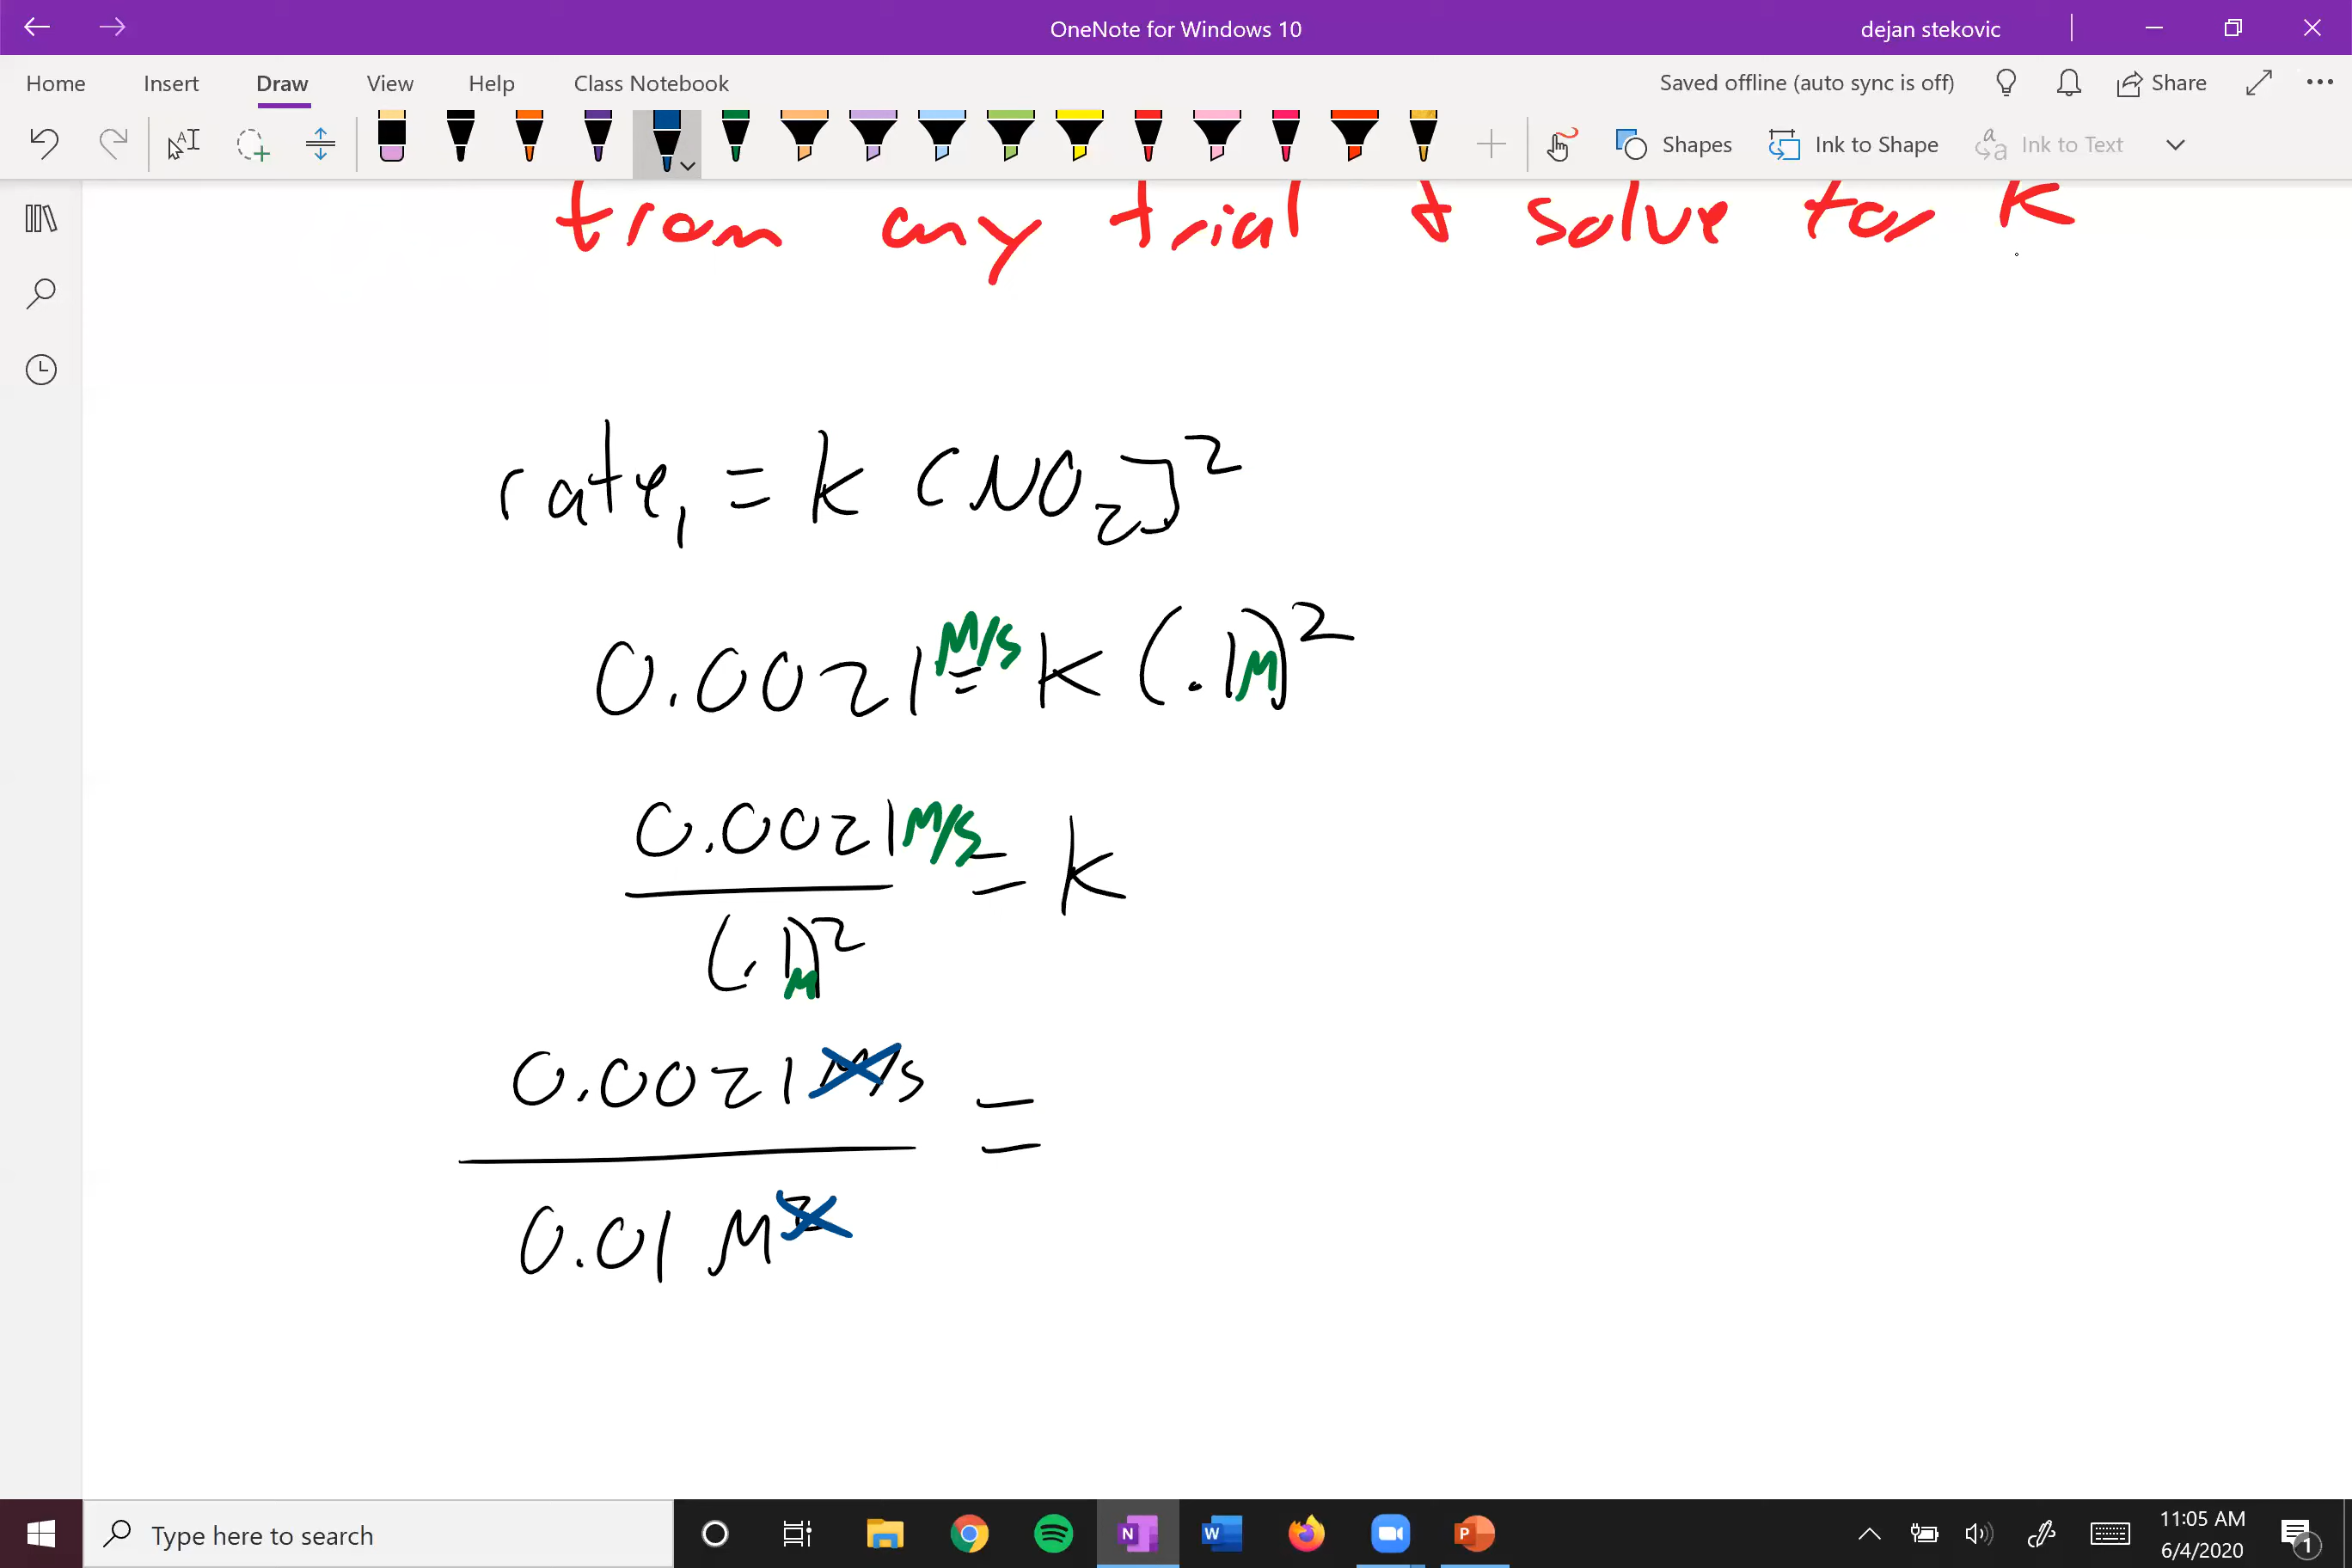 OneNote for Windows 10
dejan stekovic
Home Insert Draw View Help Class Notebook
Saved offline (auto sync is off) Share
Shapes Ink to Shape Ink to Text
from any trial & solve for k
rate₁ = k [NO₂]²
0.0021 M/s = k (.1M)²
0.0021 M/s = k
(.1M)²
0.0021 M/s =
0.01 M²
Type here to search
11:05 AM
6/4/2020
1